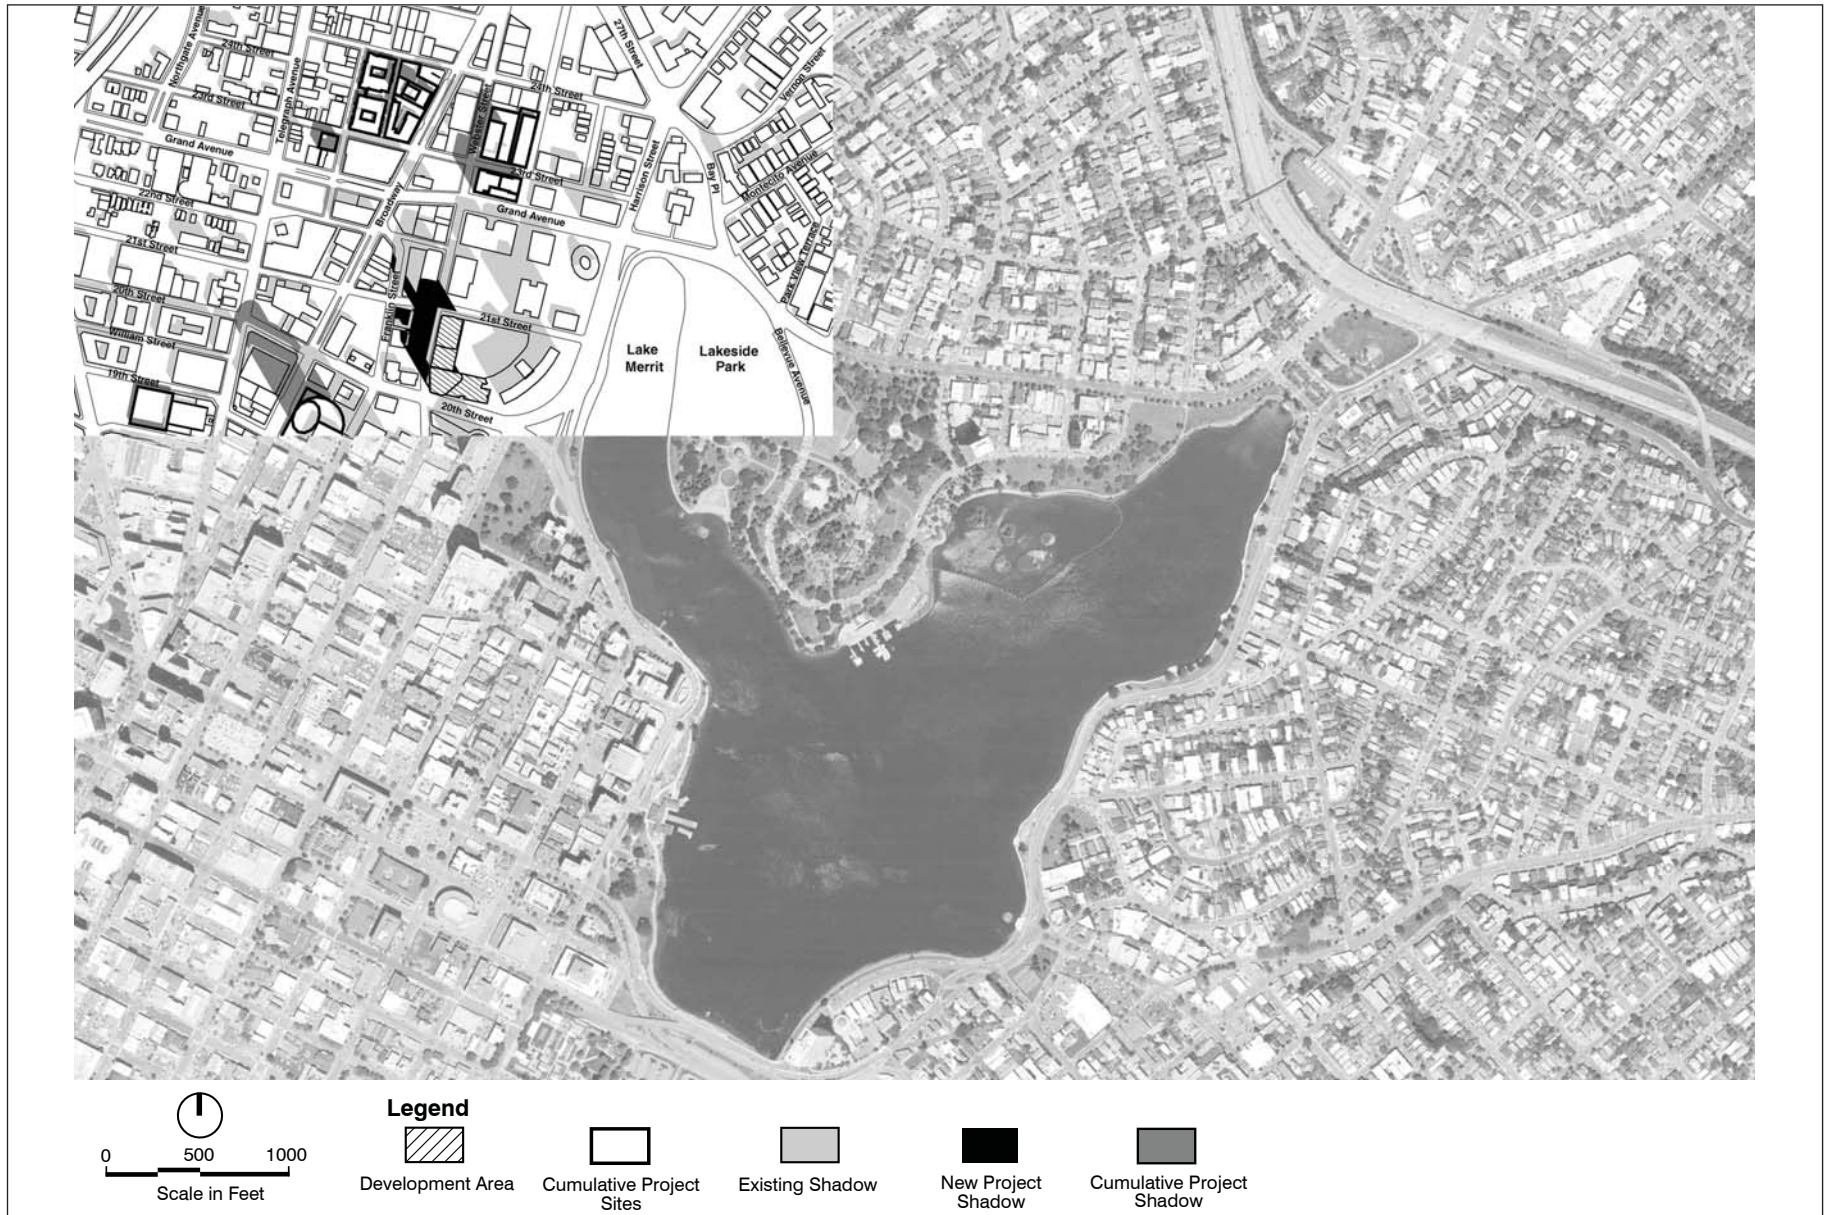 Northgate Avenue
24th Street
27th Street
23rd Street
Telegraph Avenue
Webster Street
24th Street
Vernon Street
Grand Avenue
Harrison Street
Bay Pl
Montecito Avenue
23rd Street
22nd Street
Broadway
Grand Avenue
21st Street
Park View Terrace
20th Street
Franklin Street
21st Street
William Street
Lake
Merrit
Lakeside
Park
Bellevue Avenue
19th Street
20th Street
Legend
0 500 1000
Scale in Feet
Development Area
Cumulative Project
Sites
Existing Shadow
New Project
Shadow
Cumulative Project
Shadow